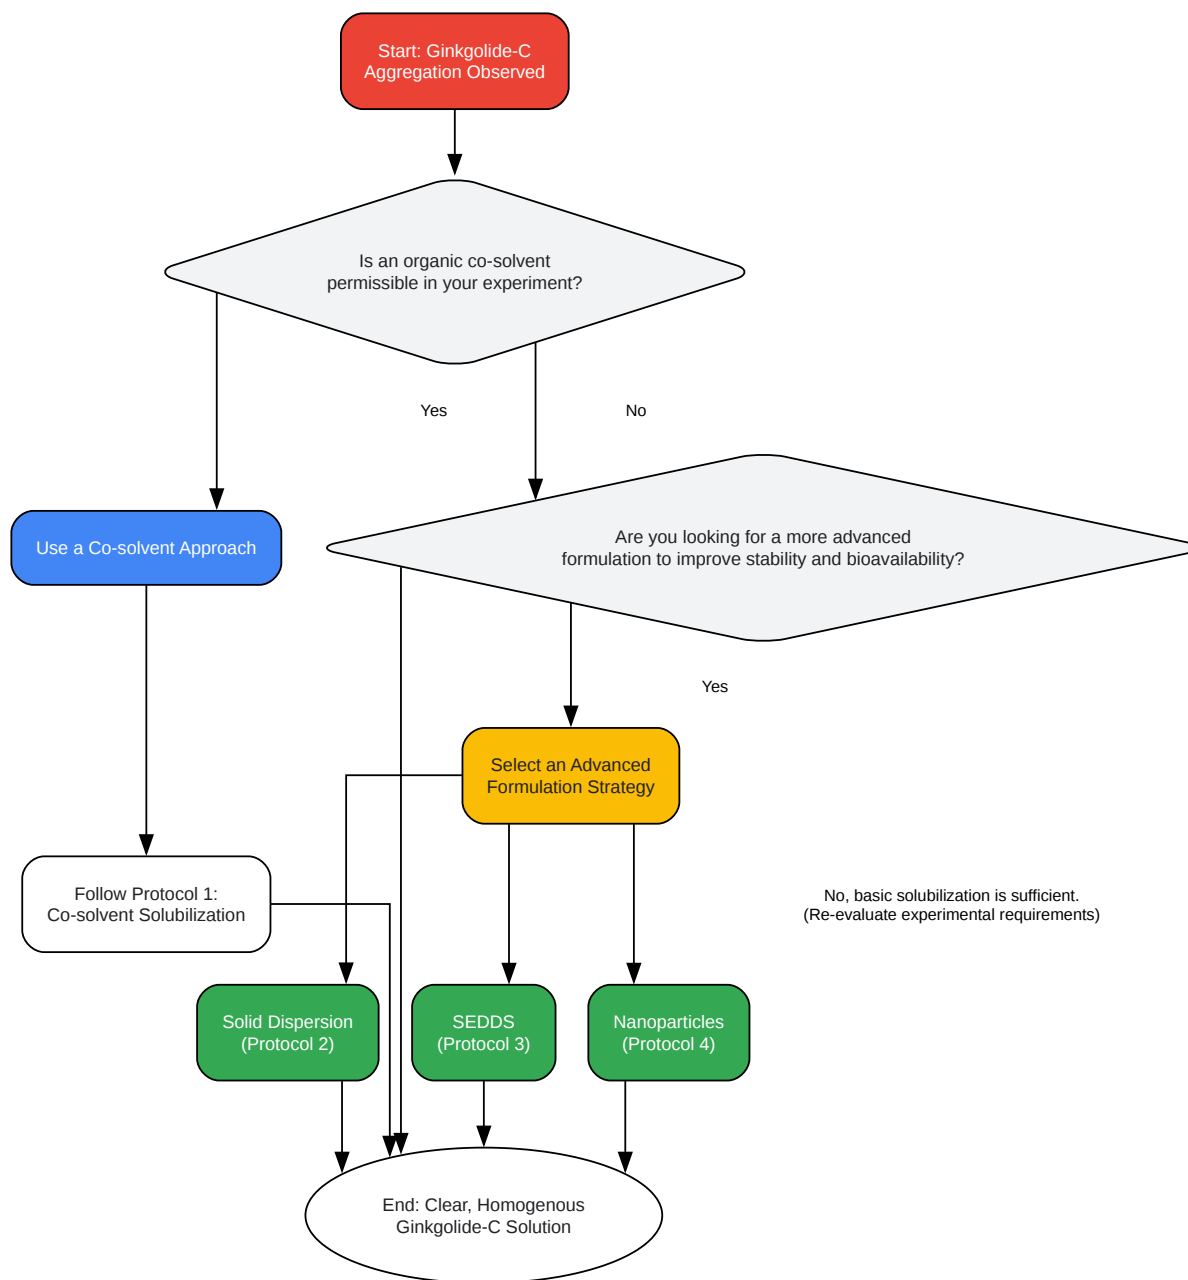 Start: Ginkgolide-C
Aggregation Observed
Is an organic co-solvent
permissible in your experiment?
Yes
No
Use a Co-solvent Approach
Are you looking for a more advanced
formulation to improve stability and bioavailability?
Yes
Select an Advanced
Formulation Strategy
Follow Protocol 1:
Co-solvent Solubilization
No, basic solubilization is sufficient.
(Re-evaluate experimental requirements)
Solid Dispersion
(Protocol 2)
SEDDS
(Protocol 3)
Nanoparticles
(Protocol 4)
End: Clear, Homogenous
Ginkgolide-C Solution